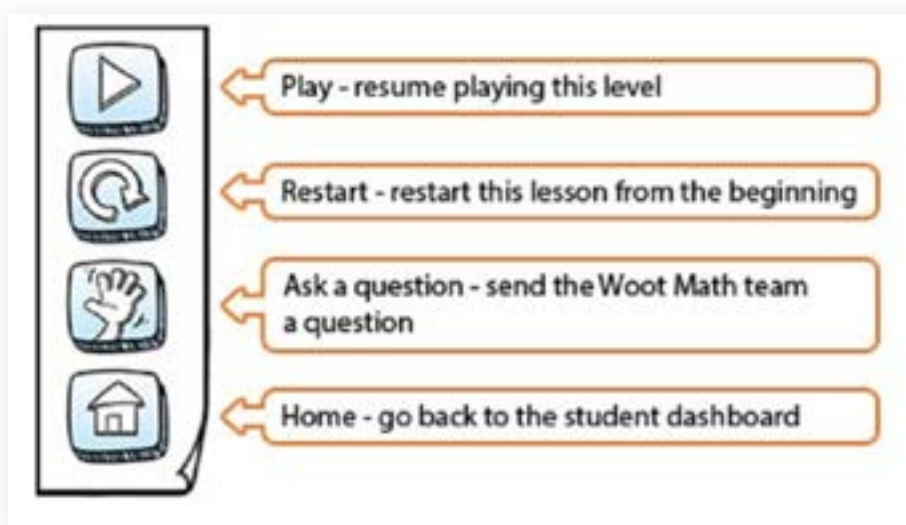 Play - resume playing this level
Restart - restart this lesson from the beginning
Ask a question - send the Woot Math team
a question
Home - go back to the student dashboard